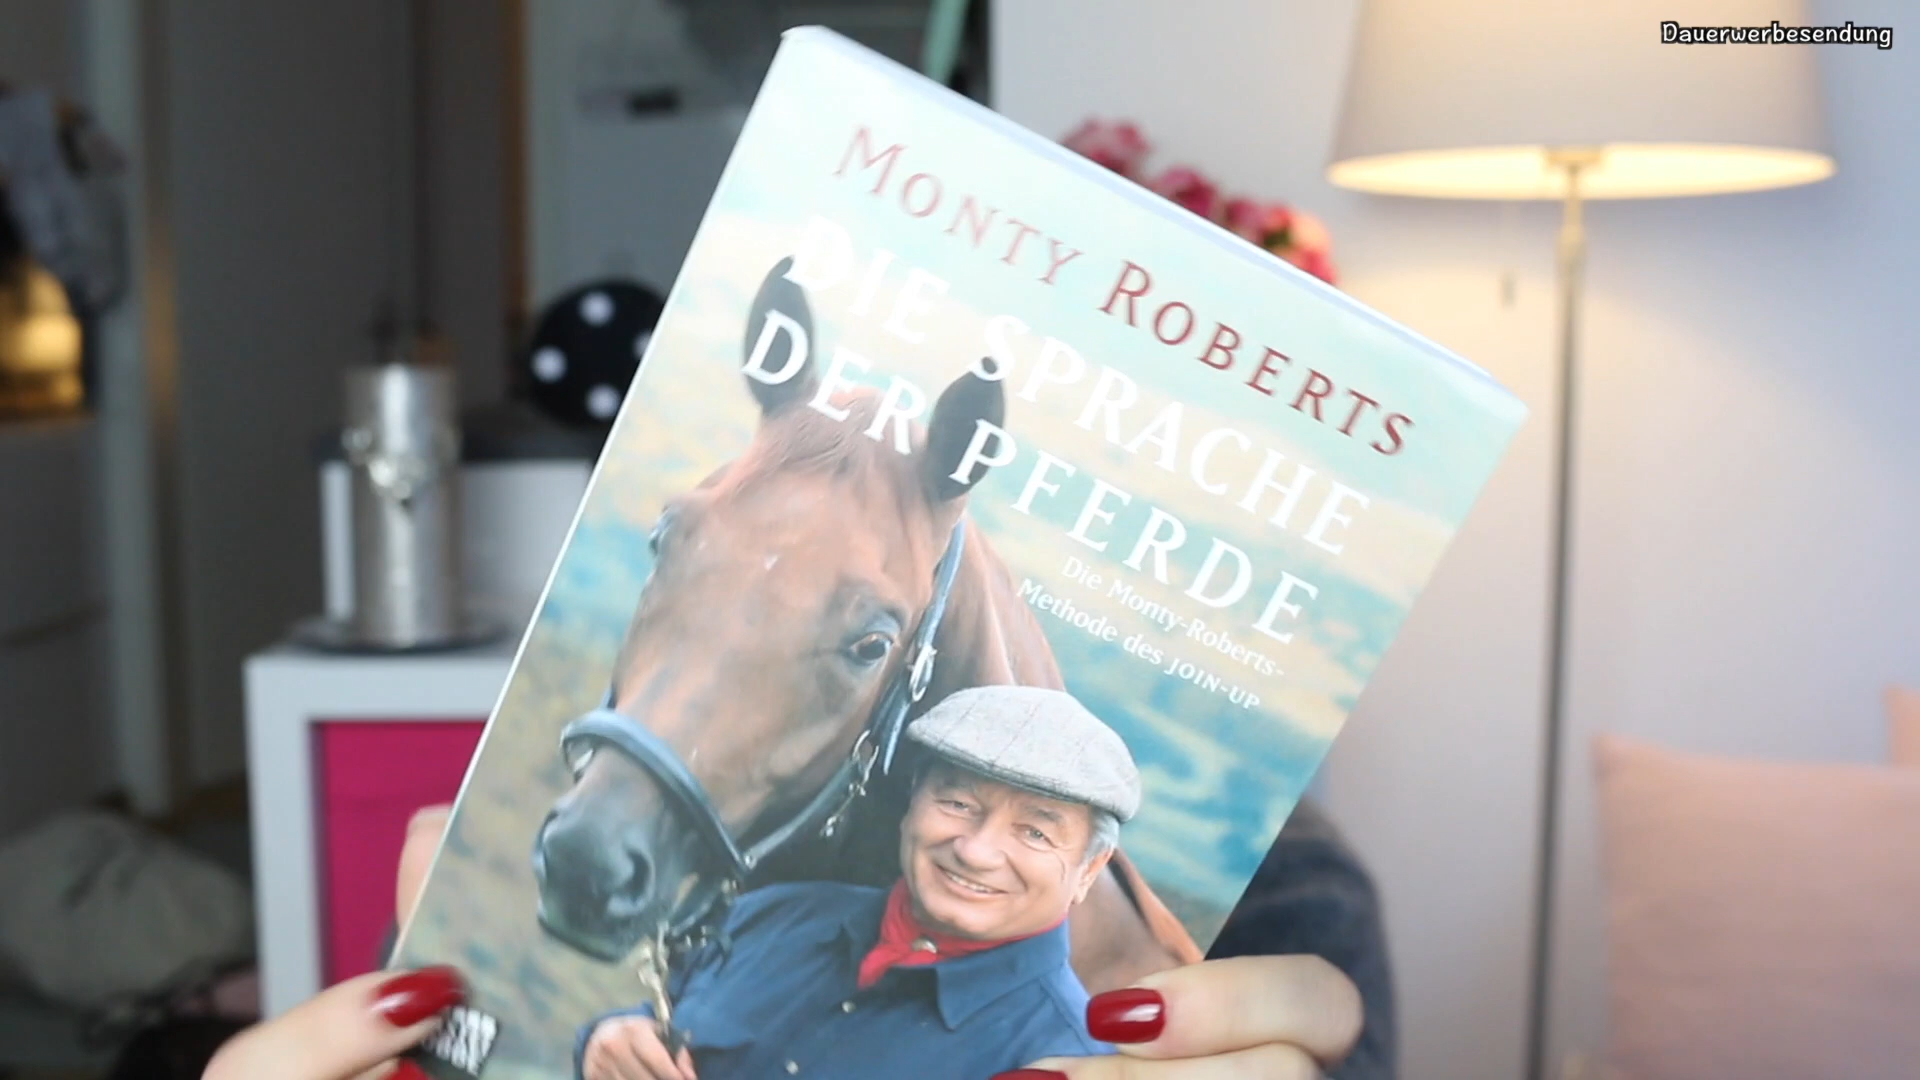 Dauerwerbesendung
MONTY ROBERTS
DIE SPRACHE
DER PFERDE
Die Monty-Roberts-
Methode des JOIN-UP